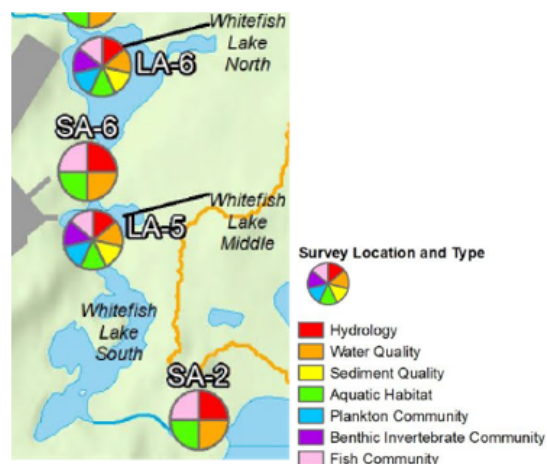 Whitefish
Lake
North
LA-6
SA-6
Whitefish
Lake
Middle
LA-5
Whitefish
Lake
South
SA-2
Survey Location and Type
Hydrology
Water Quality
Sediment Quality
Aquatic Habitat
Plankton Community
Benthic Invertebrate Community
Fish Community